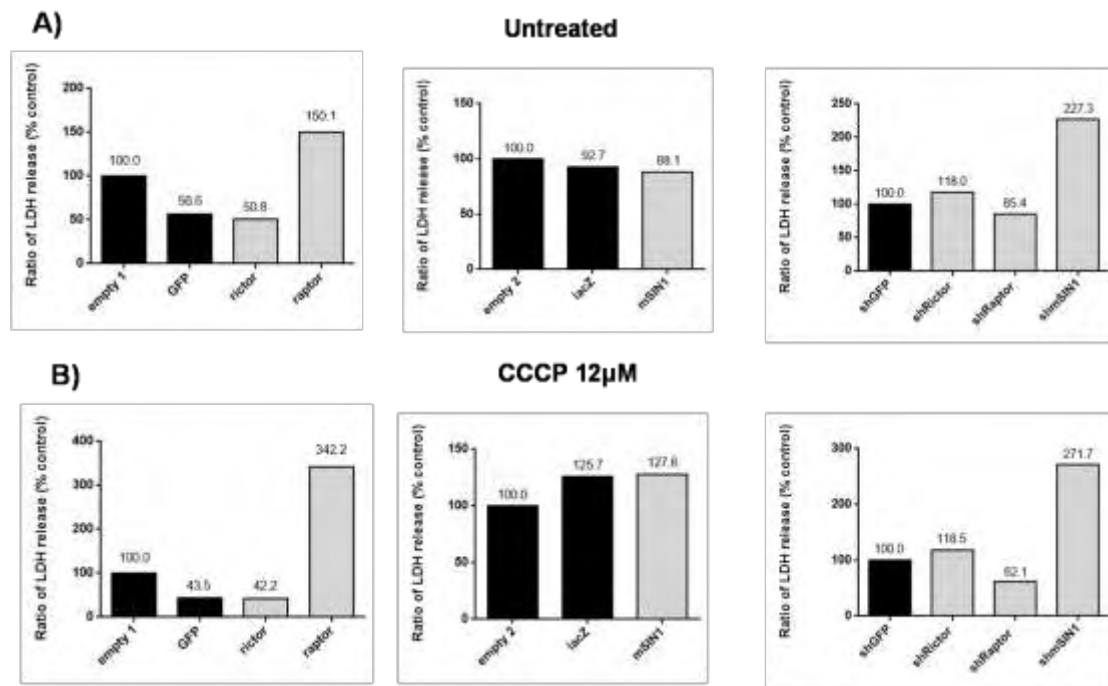 A)
Untreated
Ratio of LDH release (% control)
200
150
100
50
0
100.0
56.6
50.8
150.1
empty 1
GFP
rictor
raptor
Ratio of LDH release (% control)
150
100
50
0
100.0
92.7
88.1
empty 2
lacZ
mSIN1
Ratio of LDH release (% control)
250
200
150
100
50
0
100.0
118.0
85.4
227.3
shGFP
shRictor
shRaptor
shmSIN1
B)
CCCP 12µM
Ratio of LDH release (% control)
400
300
200
100
0
100.0
43.5
42.2
342.2
empty 1
GFP
rictor
raptor
Ratio of LDH release (% control)
150
100
50
0
100.0
125.7
127.8
empty 2
lacZ
mSIN1
Ratio of LDH release (% control)
300
200
100
0
100.0
118.5
62.1
271.7
shGFP
shRictor
shRaptor
shmSIN1